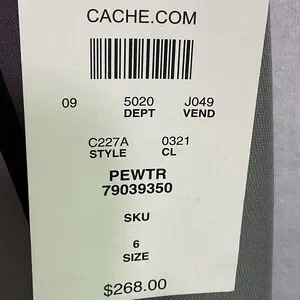 CACHE.COM
09 5020 J049
DEPT VEND
C227A 0321
STYLE CL
PEWTR
79039350
SKU
6
SIZE
$268.00